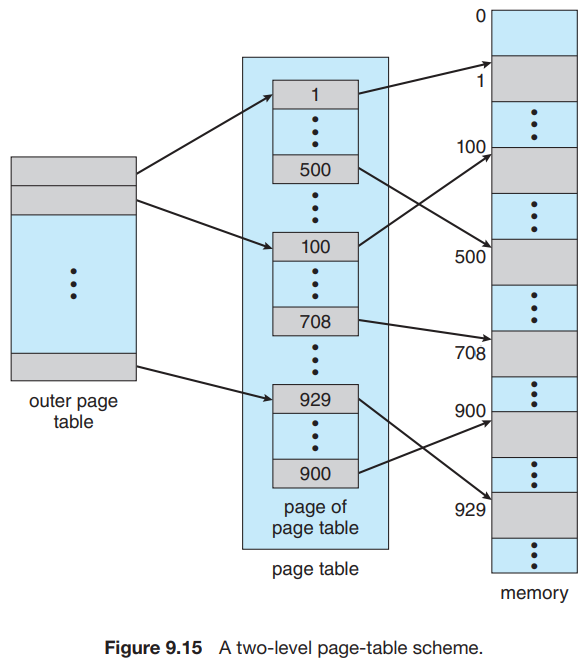 0
1
100
500
708
900
929
1
500
100
708
929
900
outer page
table
page of
page table
page table
memory
Figure 9.15 A two-level page-table scheme.